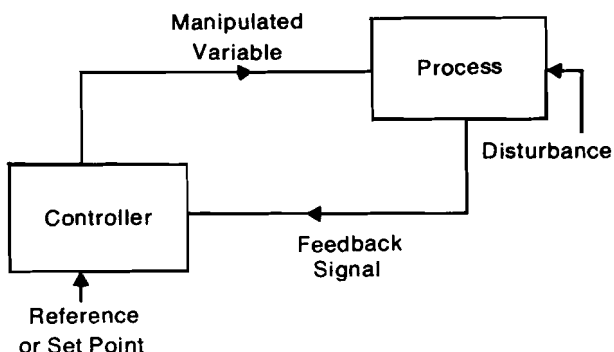 Manipulated
Variable
Process
Disturbance
Controller
Feedback
Signal
Reference
or Set Point